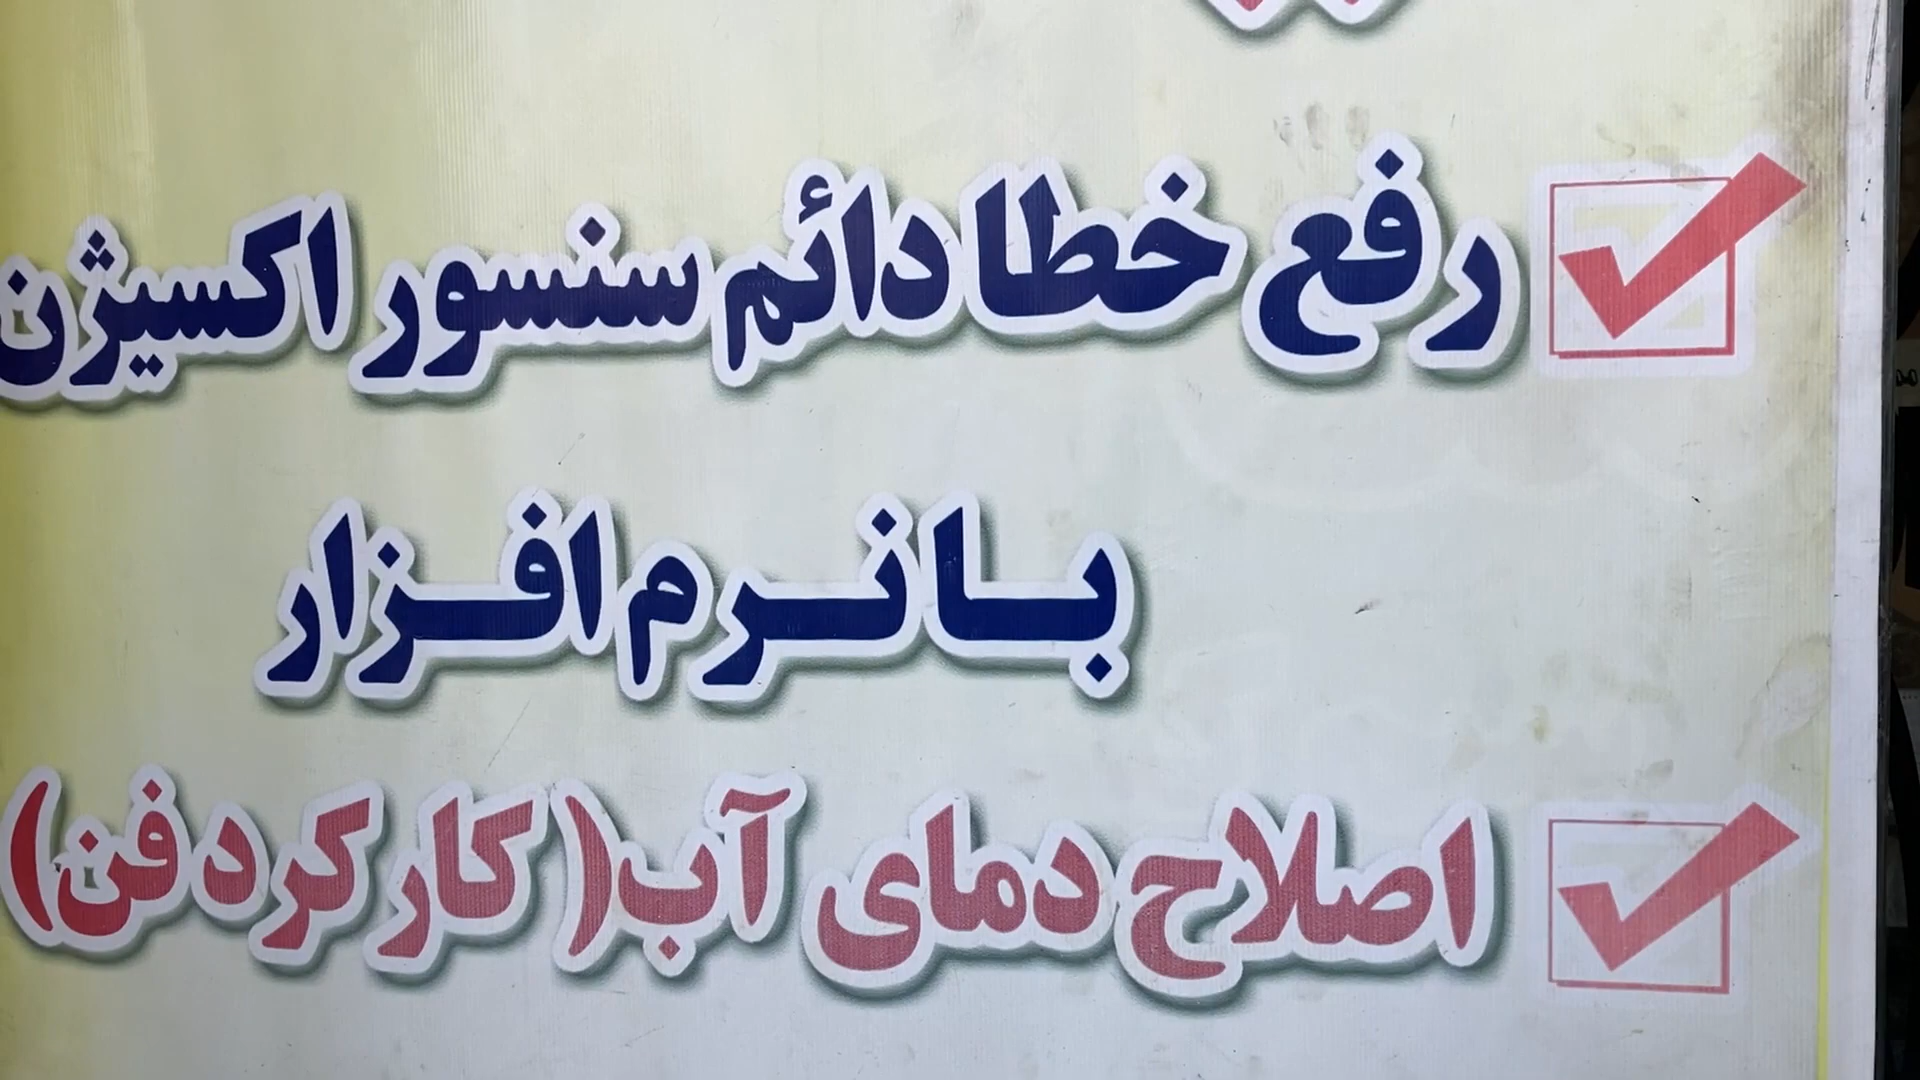 رفع خطا دائم سنسور اکسیژن
با نرم افزار
اصلاح دمای آب (کارکرد فن)